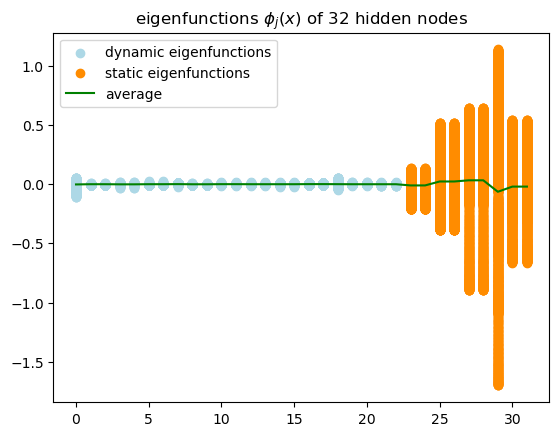 eigenfunctions ϕj(x) of 32 hidden nodes
dynamic eigenfunctions
static eigenfunctions
average
1.0
0.5
0.0
−0.5
−1.0
−1.5
0 5 10 15 20 25 30